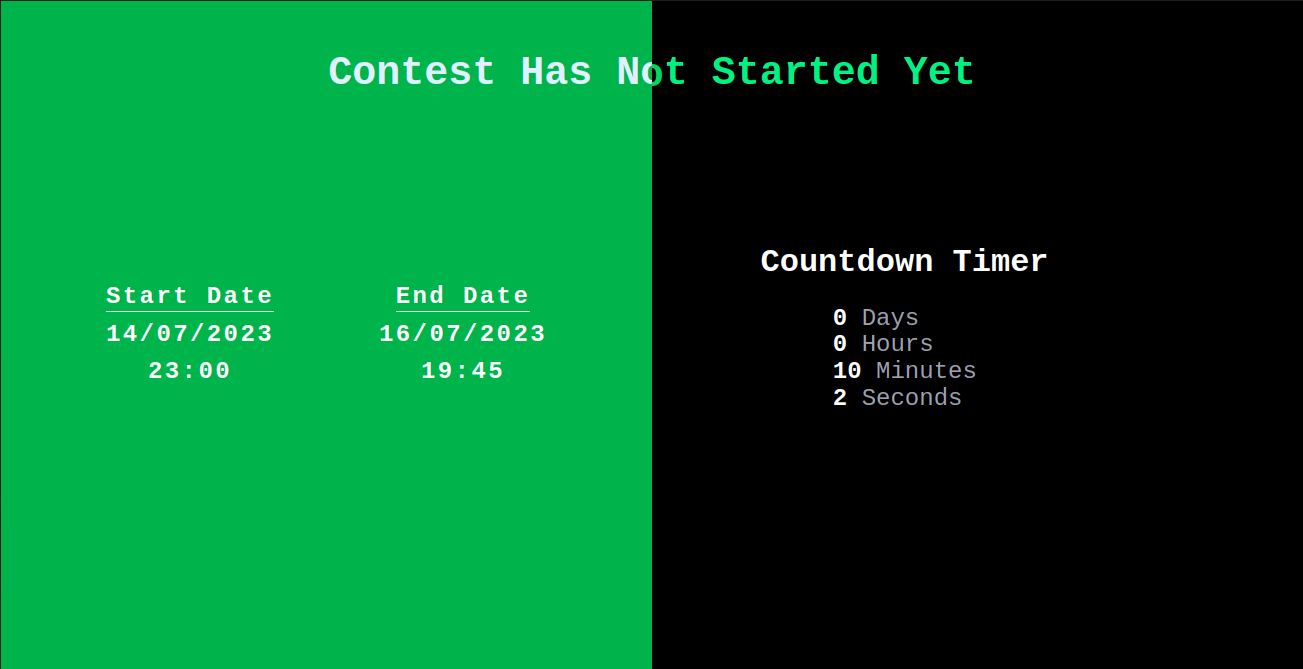 Contest Has Not Started Yet
Start Date
14/07/2023
23:00
End Date
16/07/2023
19:45
Countdown Timer
0 Days
0 Hours
10 Minutes
2 Seconds